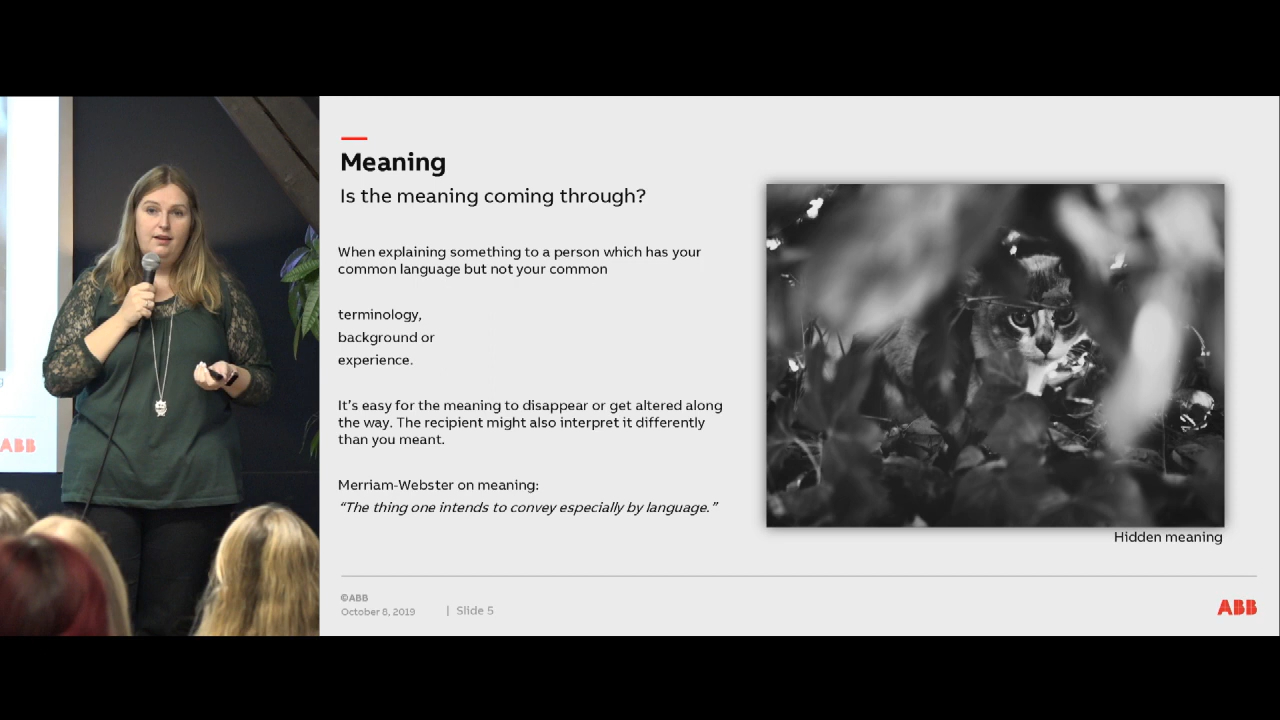 Meaning
Is the meaning coming through?
When explaining something to a person which has your
common language but not your common
terminology,
background or
experience.
It’s easy for the meaning to disappear or get altered along
the way. The recipient might also interpret it differently
than you meant.
Merriam-Webster on meaning:
“The thing one intends to convey especially by language.”
Hidden meaning
©ABB
October 8, 2019 | Slide 5
ABB
ABB